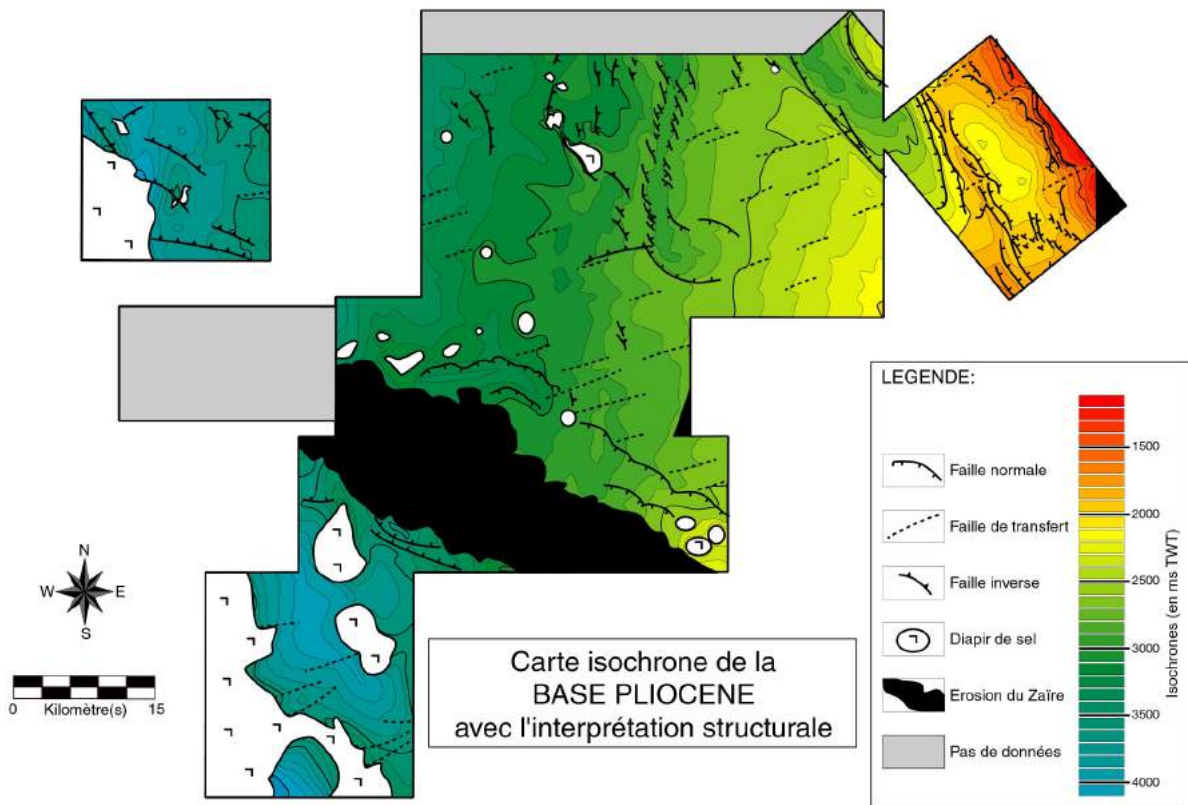 LEGENDE:
Faille normale
Faille de transfert
Faille inverse
Diapir de sel
Erosion du Zaïre
Pas de données
1500
2000
2500
3000
3500
4000
Isochrones (en ms TWT)
N
W E
S
0 Kilomètre(s) 15
Carte isochrone de la
BASE PLIOCENE
avec l'interprétation structurale